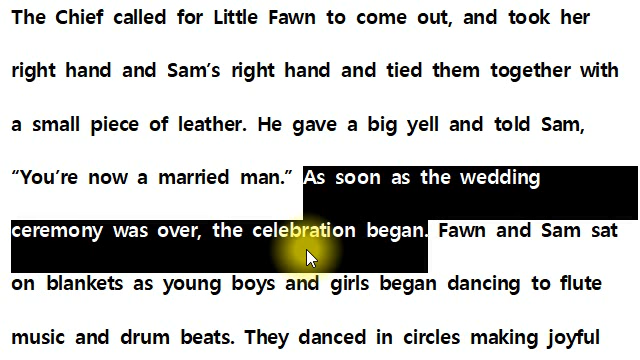 The Chief called for Little Fawn to come out, and took her
right hand and Sam’s right hand and tied them together with
a small piece of leather. He gave a big yell and told Sam,
“You’re now a married man.” As soon as the wedding
ceremony was over, the celebration began. Fawn and Sam sat
on blankets as young boys and girls began dancing to flute
music and drum beats. They danced in circles making joyful